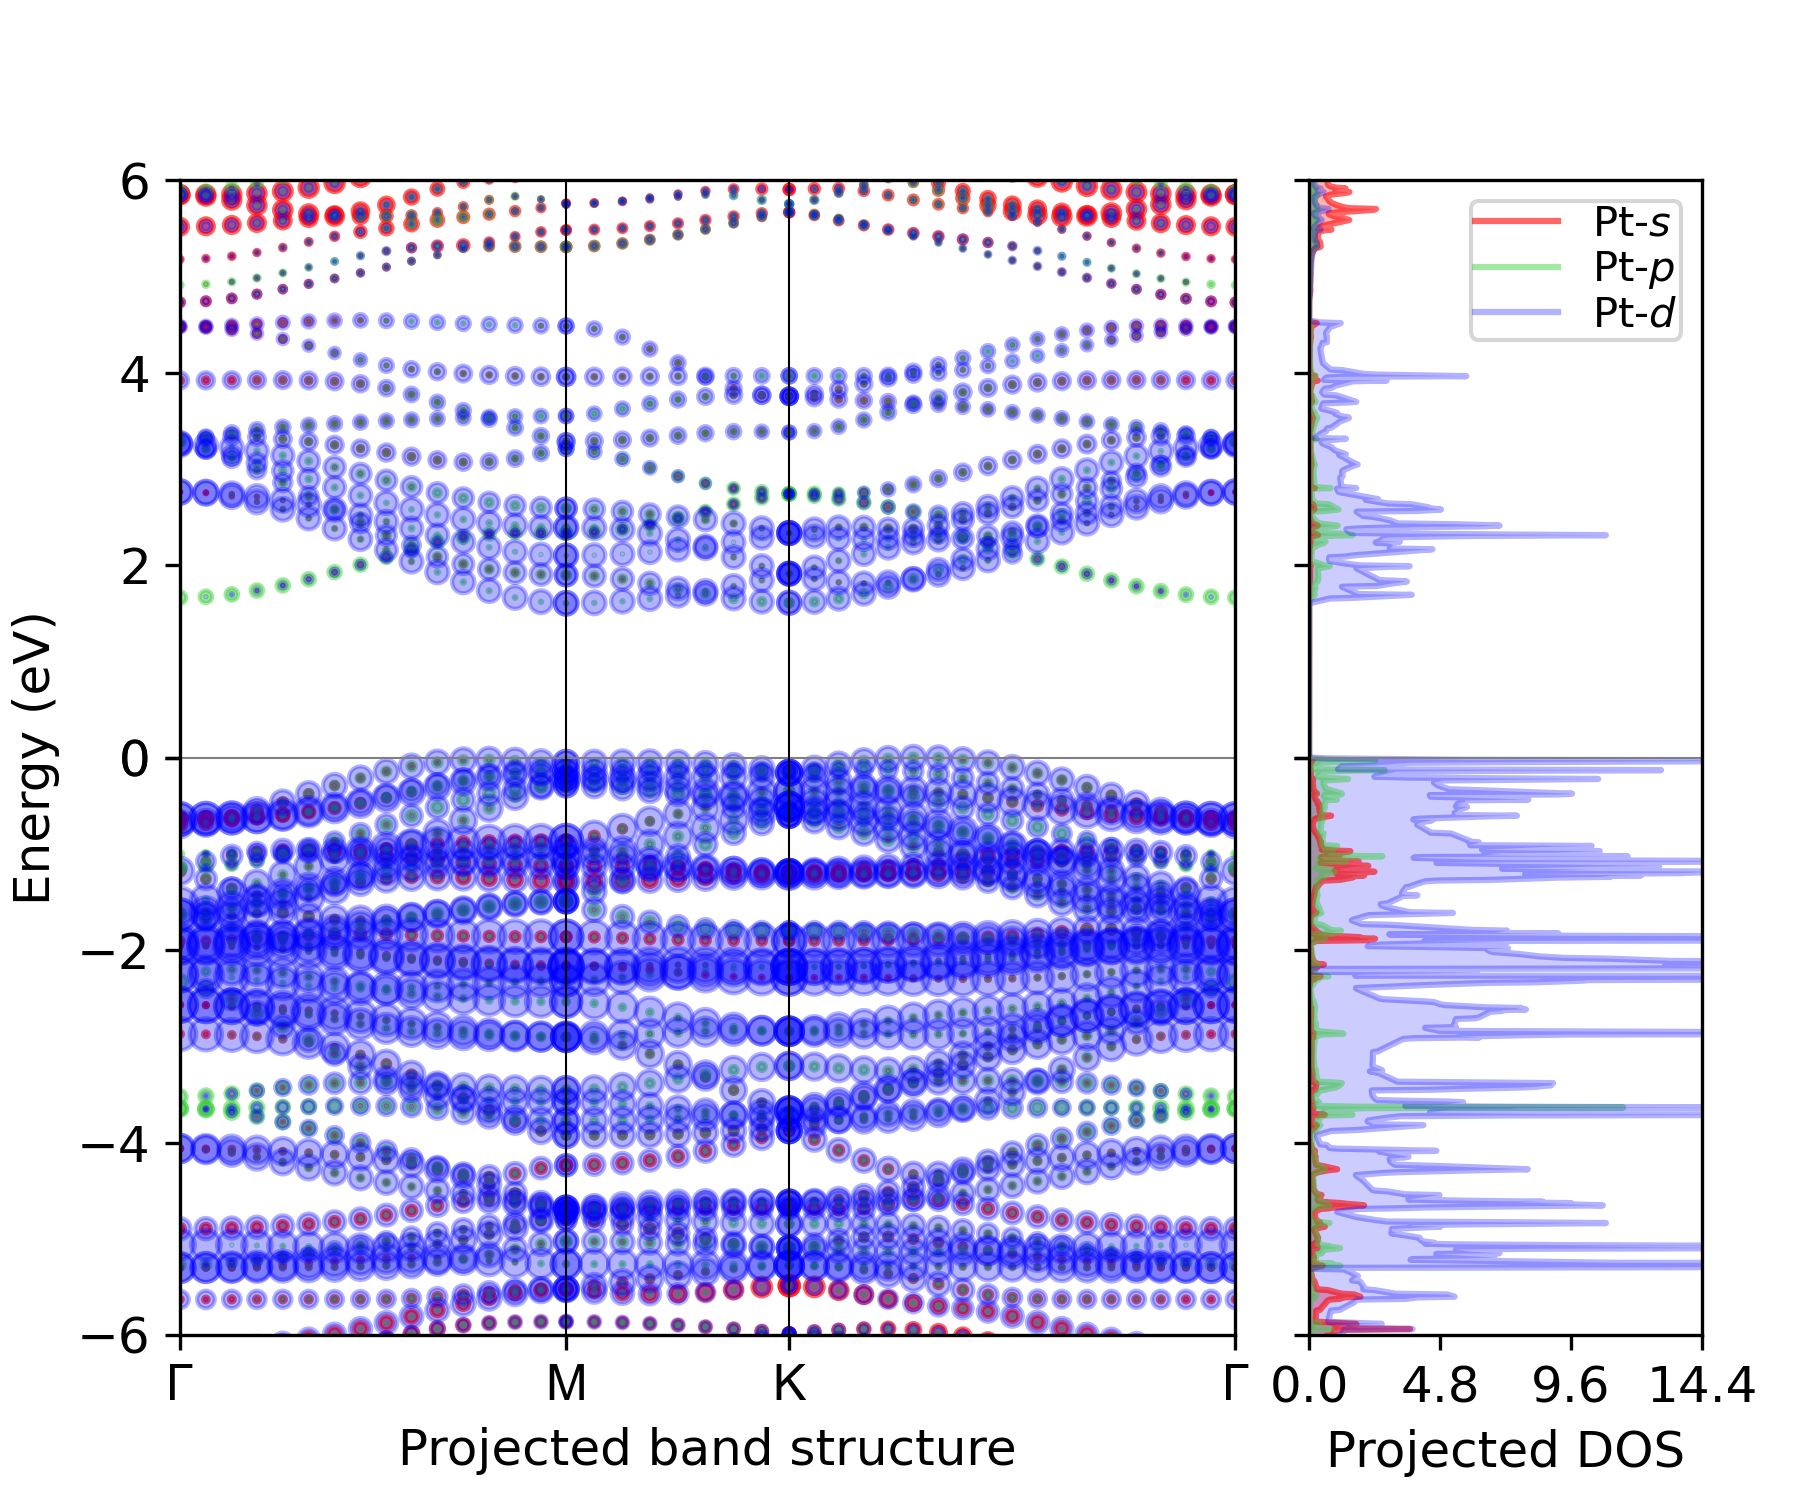 6
4
2
0
−2
−4
−6
Energy (eV)
Γ
M
K
Γ
Projected band structure
Pt-s
Pt-p
Pt-d
0.0
4.8
9.6
14.4
Projected DOS